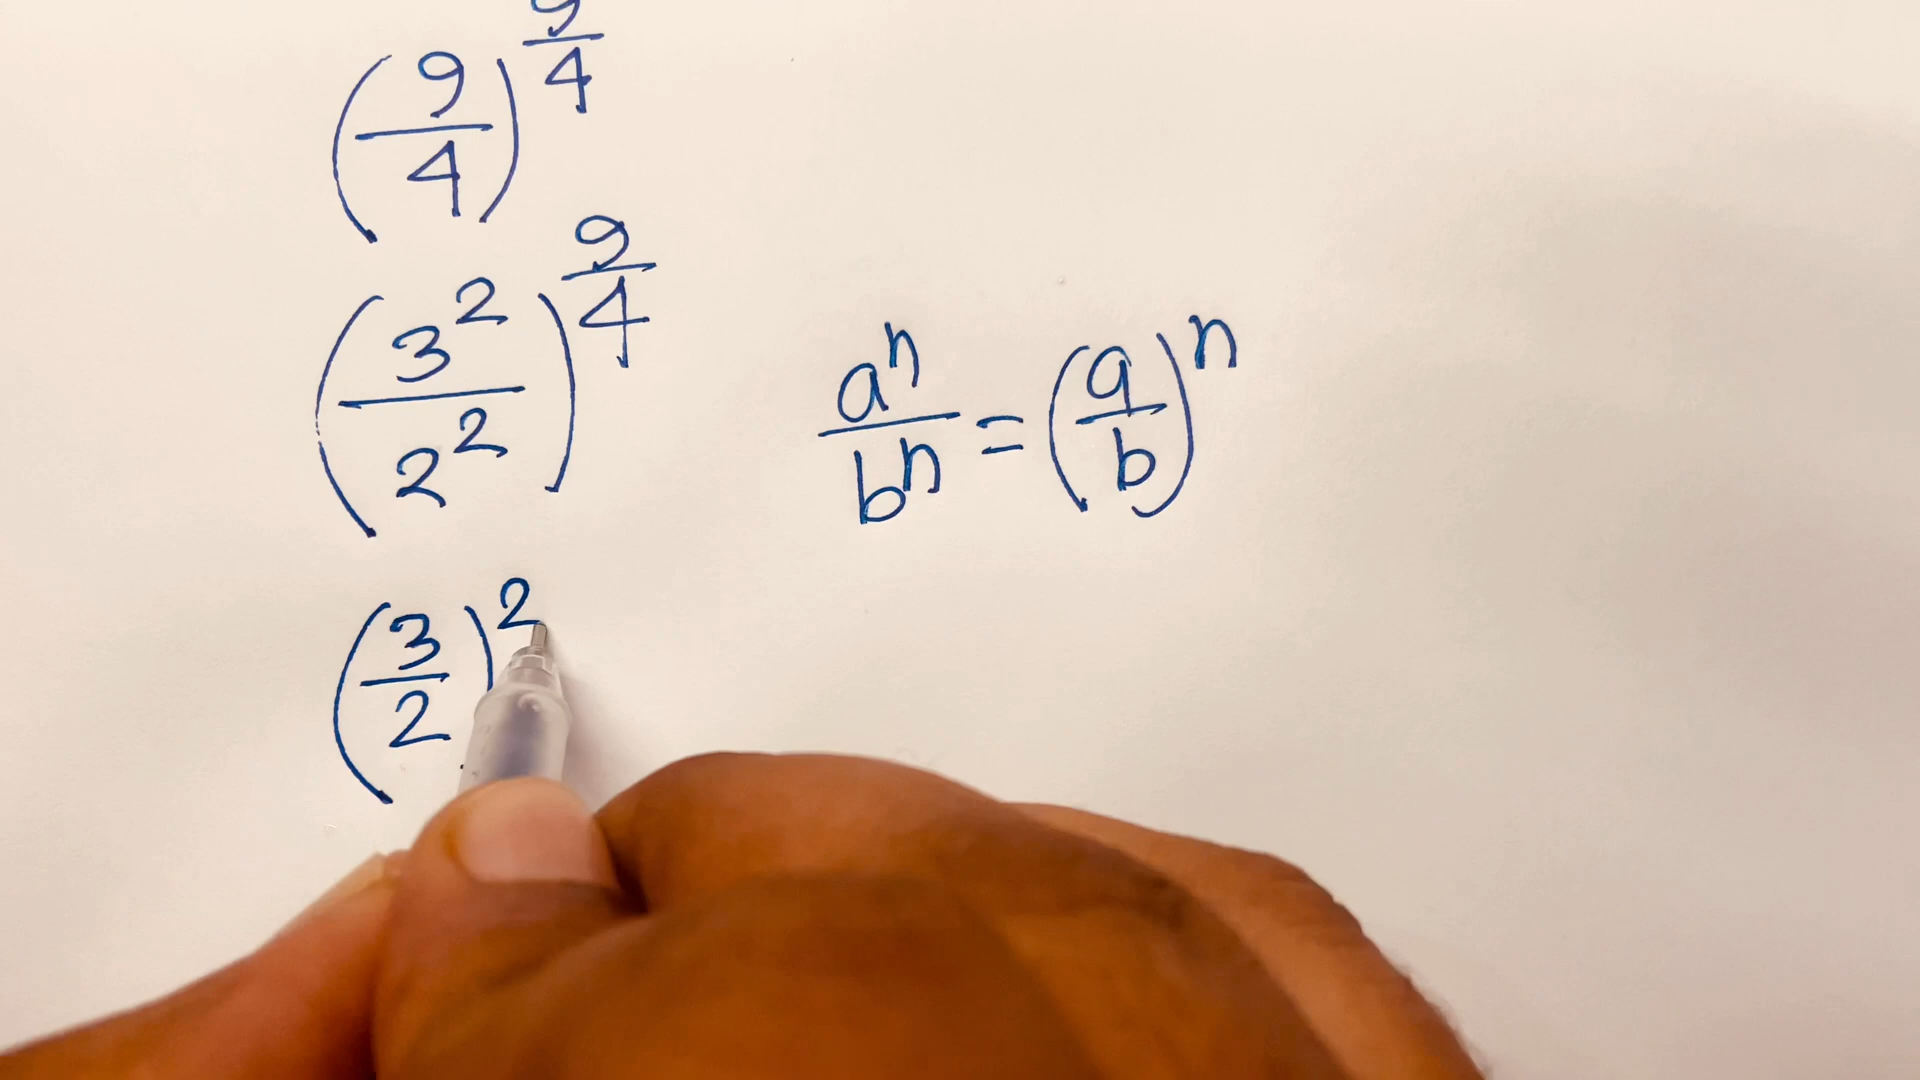 (9/4)^(9/4)
(3²/2²)^(9/4)
aⁿ/bⁿ = (a/b)ⁿ
(3/2)²